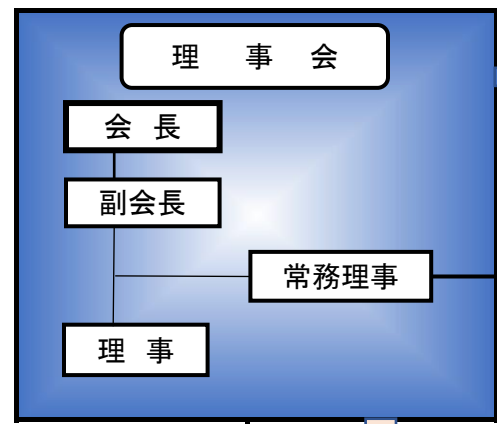 理 事 会
会 長
副会長
常務理事
理 事